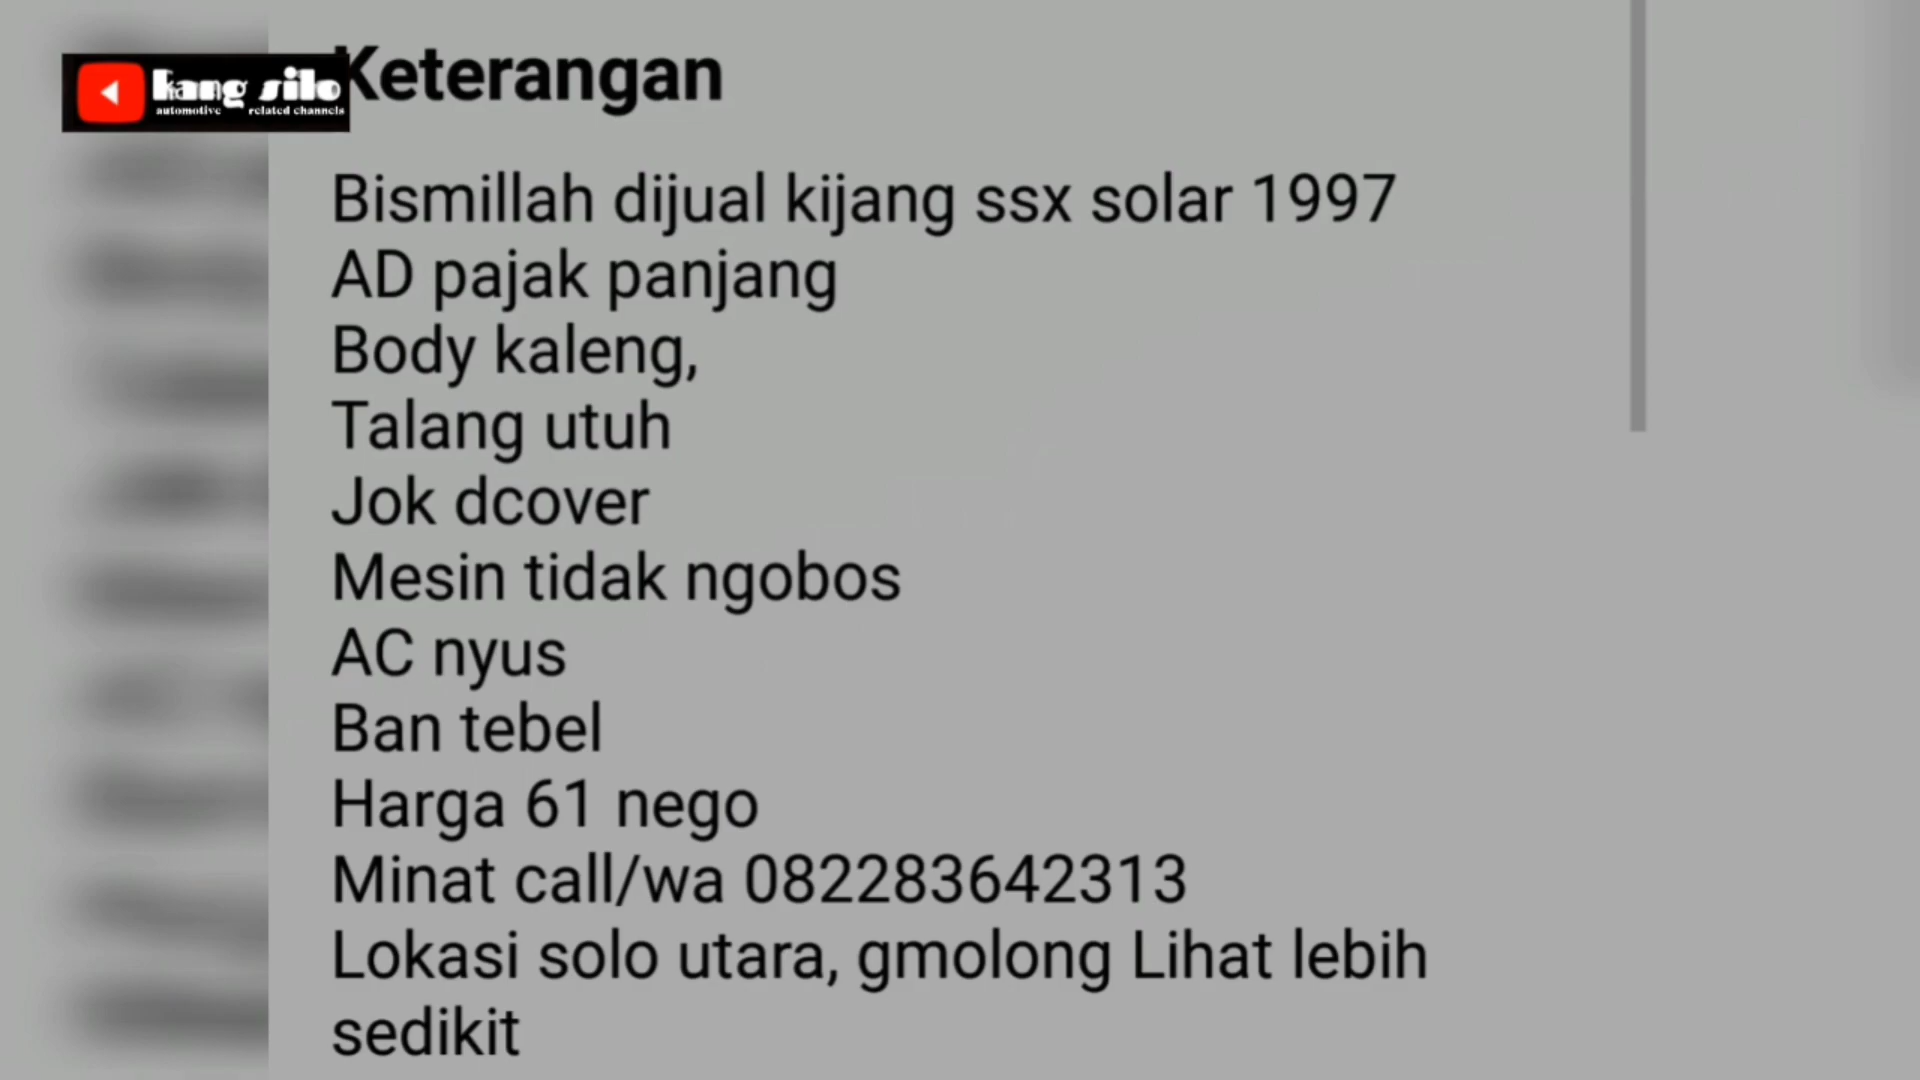 Keterangan
kang silo
automotive related channels
Bismillah dijual kijang ssx solar 1997
AD pajak panjang
Body kaleng,
Talang utuh
Jok dcover
Mesin tidak ngobos
AC nyus
Ban tebel
Harga 61 nego
Minat call/wa 082283642313
Lokasi solo utara, gmolong Lihat lebih
sedikit